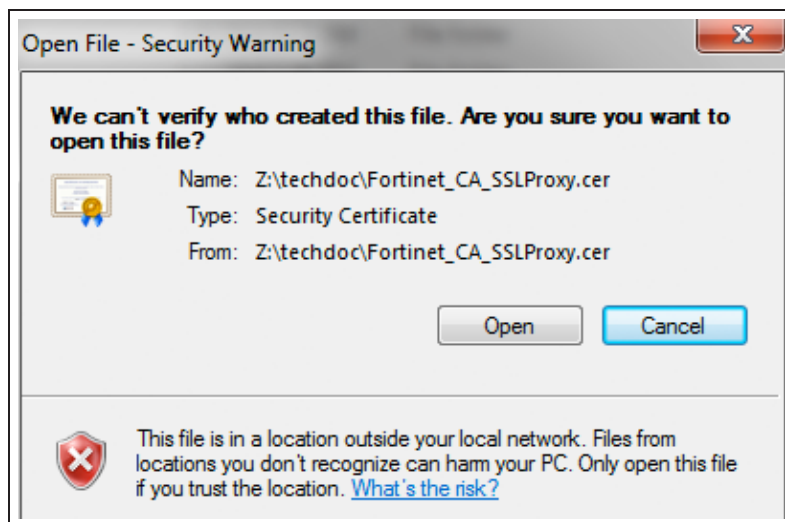 Open File - Security Warning
We can't verify who created this file. Are you sure you want to
open this file?
Name: Z:\techdoc\Fortinet_CA_SSLProxy.cer
Type: Security Certificate
From: Z:\techdoc\Fortinet_CA_SSLProxy.cer
Open Cancel
This file is in a location outside your local network. Files from
locations you don't recognize can harm your PC. Only open this file
if you trust the location. What's the risk?